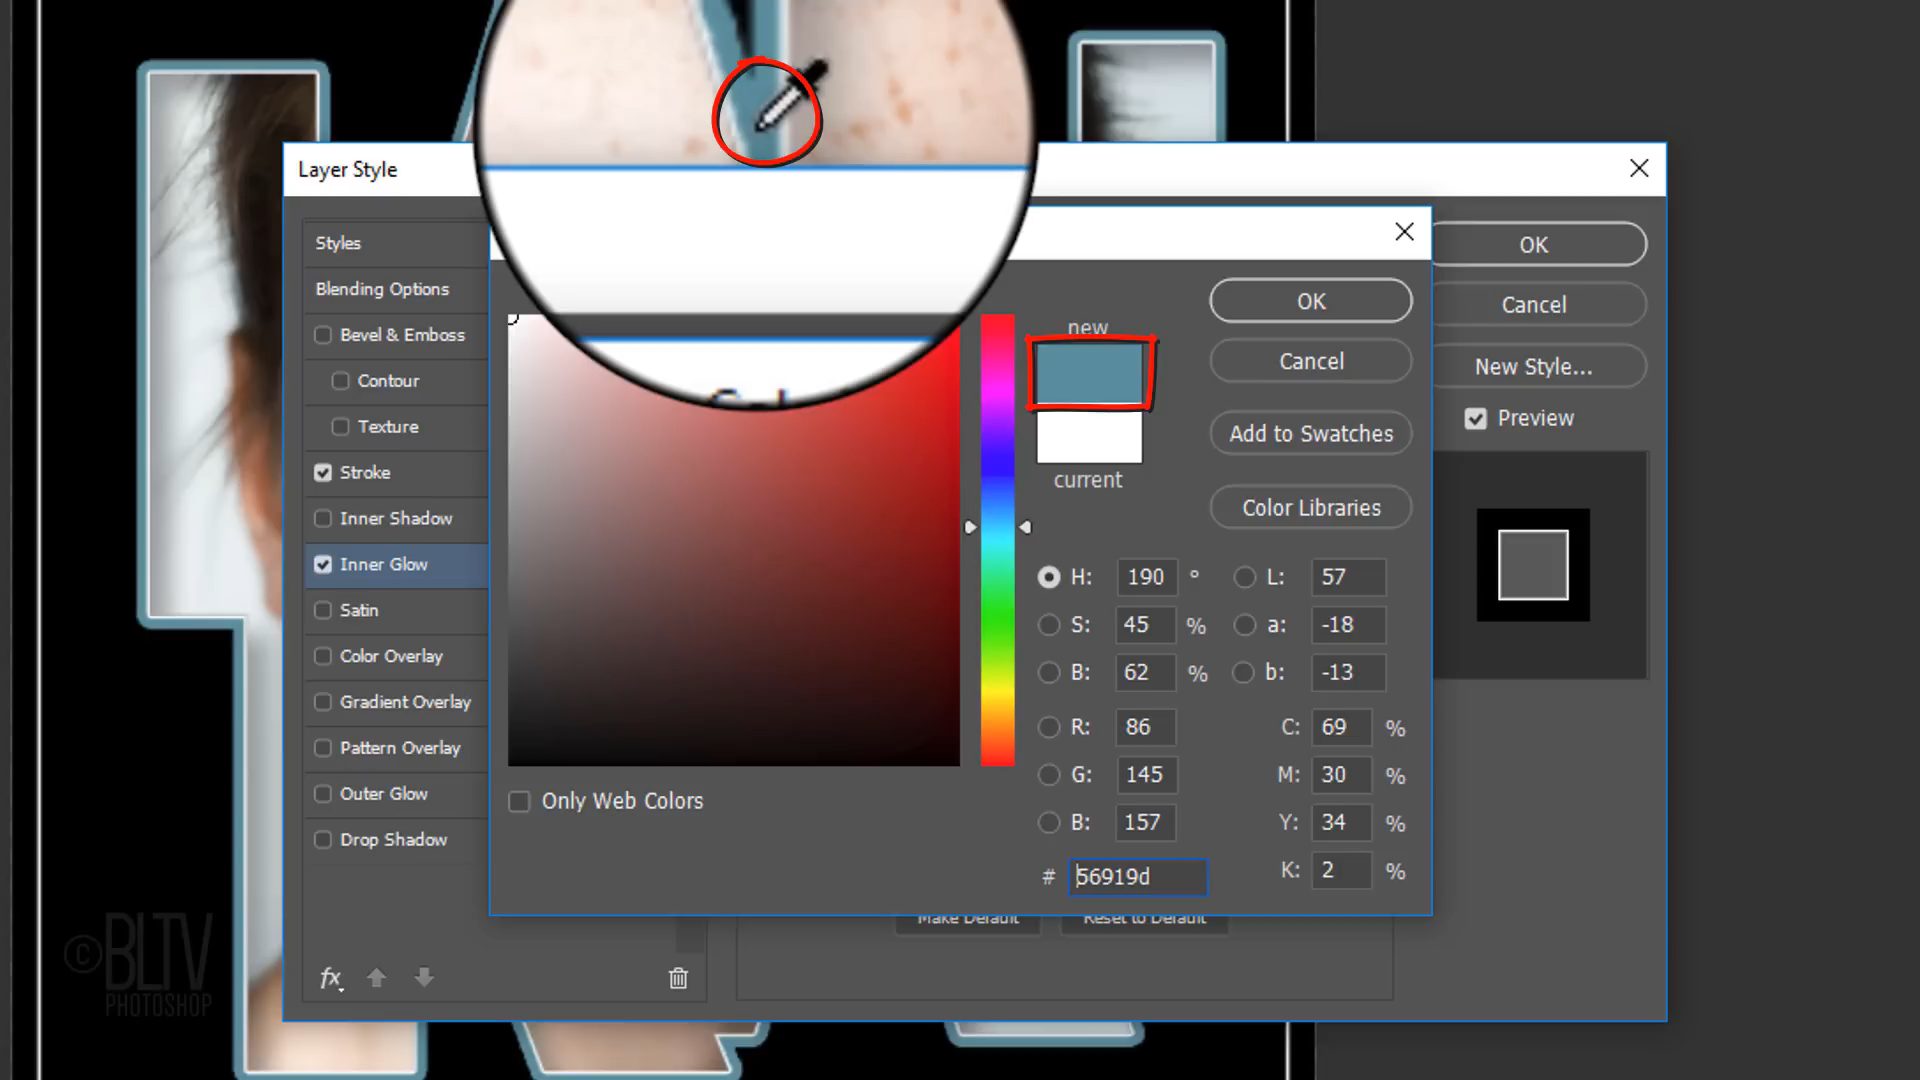 Layer Style
Styles
Blending Options
Bevel & Emboss
Contour
Texture
Stroke
Inner Shadow
Inner Glow
Satin
Color Overlay
Gradient Overlay
Pattern Overlay
Outer Glow
Drop Shadow
fx
new
current
OK
Cancel
Add to Swatches
Color Libraries
H: 190 °
S: 45 %
B: 62 %
R: 86
G: 145
B: 157
# 56919d
L: 57
a: -18
b: -13
C: 69 %
M: 30 %
Y: 34 %
K: 2 %
Only Web Colors
Make Default
Reset to Default
OK
Cancel
New Style...
Preview
©BLTV
PHOTOSHOP